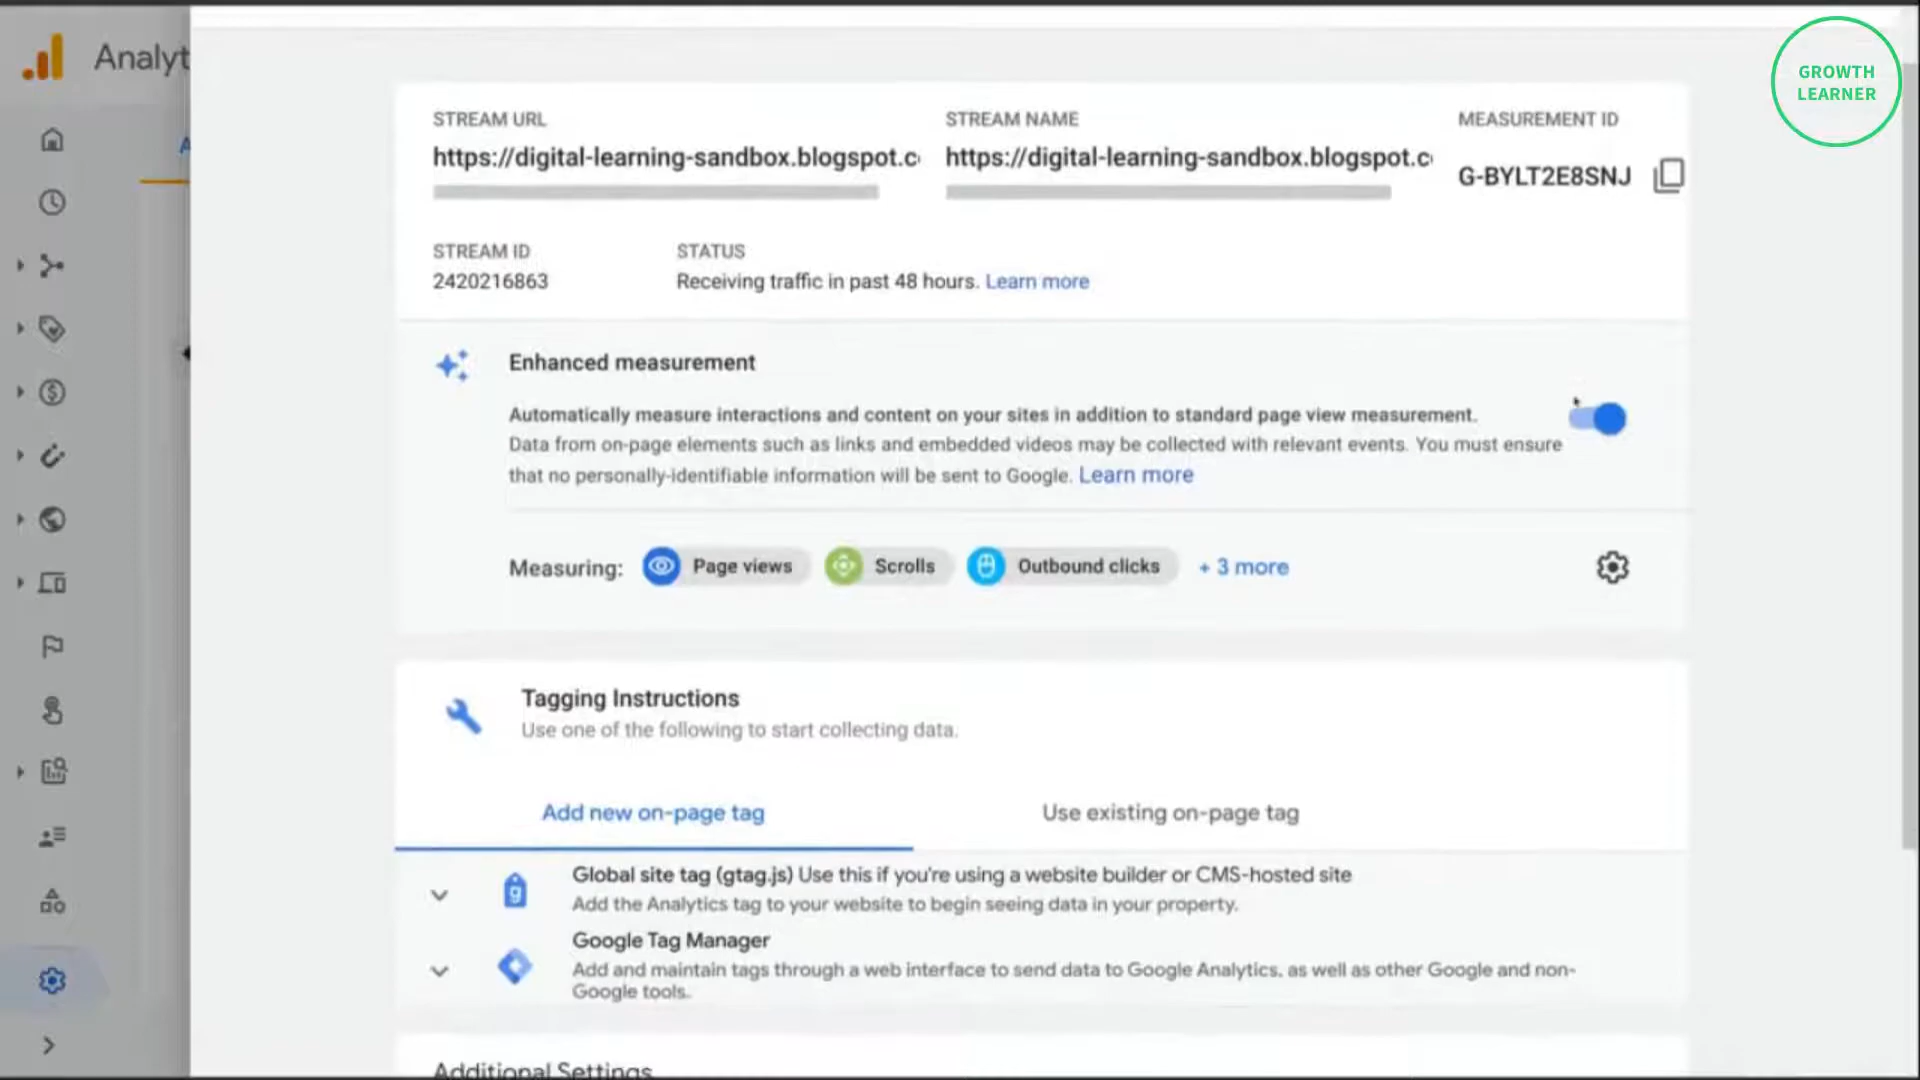 Analyt
GROWTH
LEARNER
A
STREAM URL
https://digital-learning-sandbox.blogspot.c
STREAM NAME
https://digital-learning-sandbox.blogspot.c
MEASUREMENT ID
G-BYLT2E8SNJ
STREAM ID
2420216863
STATUS
Receiving traffic in past 48 hours. Learn more
Enhanced measurement
Automatically measure interactions and content on your sites in addition to standard page view measurement.
Data from on-page elements such as links and embedded videos may be collected with relevant events. You must ensure
that no personally-identifiable information will be sent to Google. Learn more
Measuring: Page views Scrolls Outbound clicks + 3 more
Tagging Instructions
Use one of the following to start collecting data.
Add new on-page tag
Use existing on-page tag
Global site tag (gtag.js) Use this if you're using a website builder or CMS-hosted site
Add the Analytics tag to your website to begin seeing data in your property.
Google Tag Manager
Add and maintain tags through a web interface to send data to Google Analytics, as well as other Google and non-
Google tools.
Additional Settings